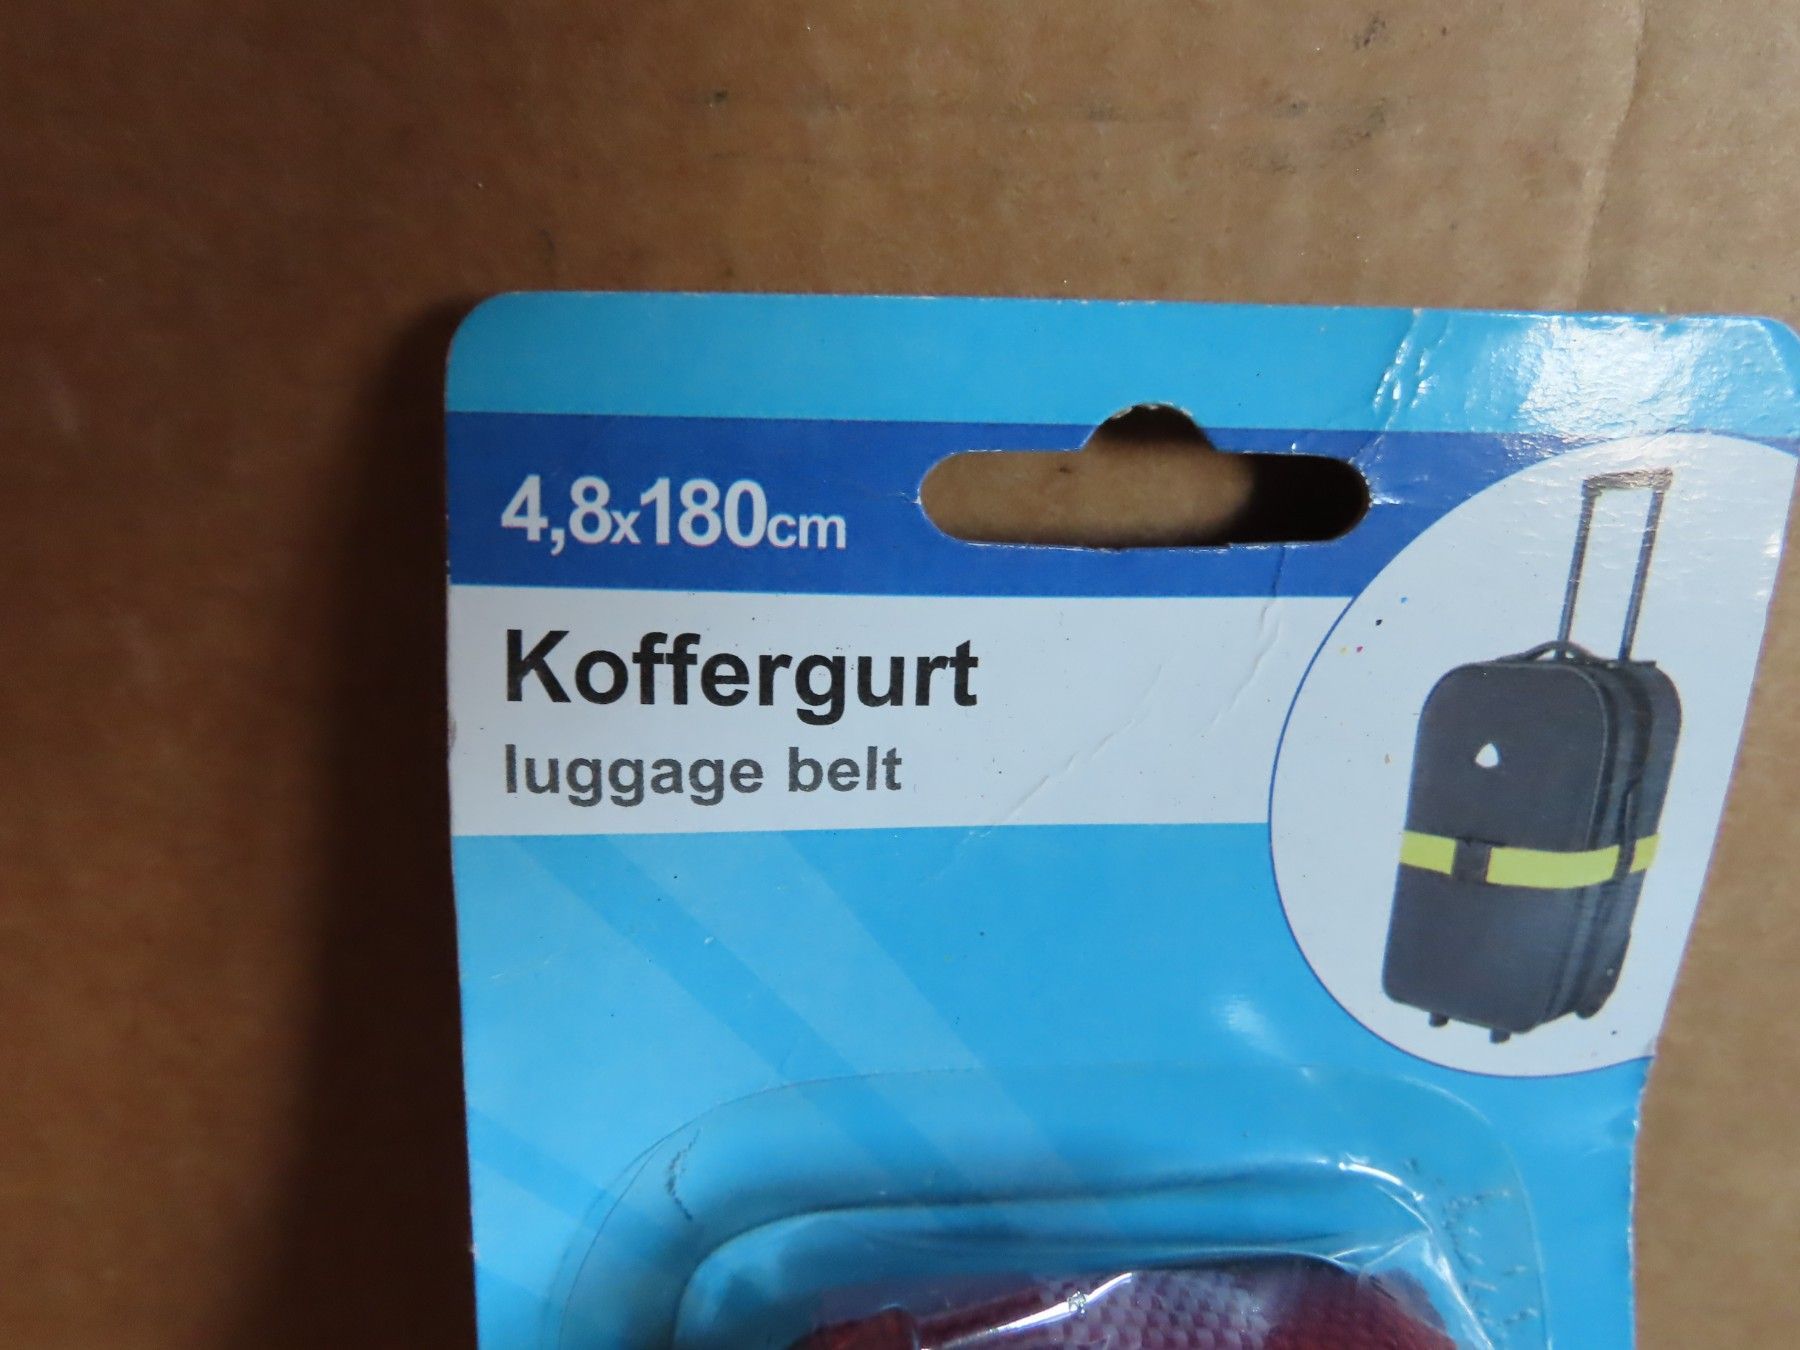 4,8x180cm
Koffergurt
luggage belt